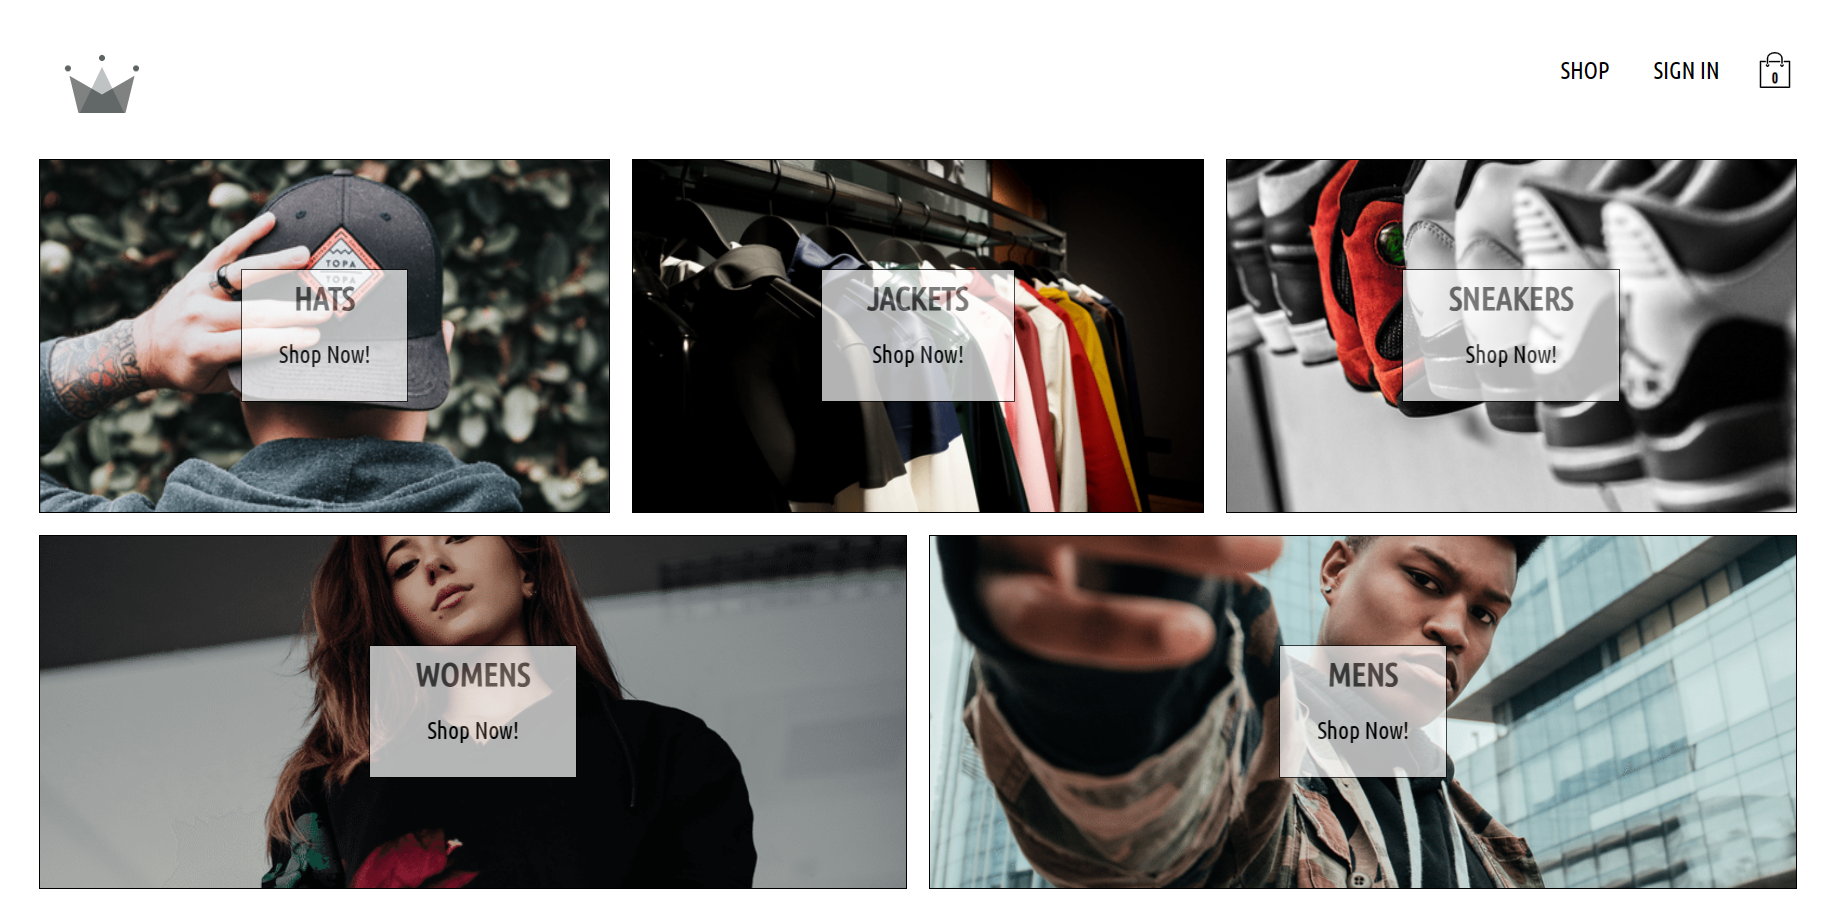 SHOP
SIGN IN
0
TOPA
TOPA
HATS
Shop Now!
JACKETS
Shop Now!
SNEAKERS
Shop Now!
WOMENS
Shop Now!
MENS
Shop Now!